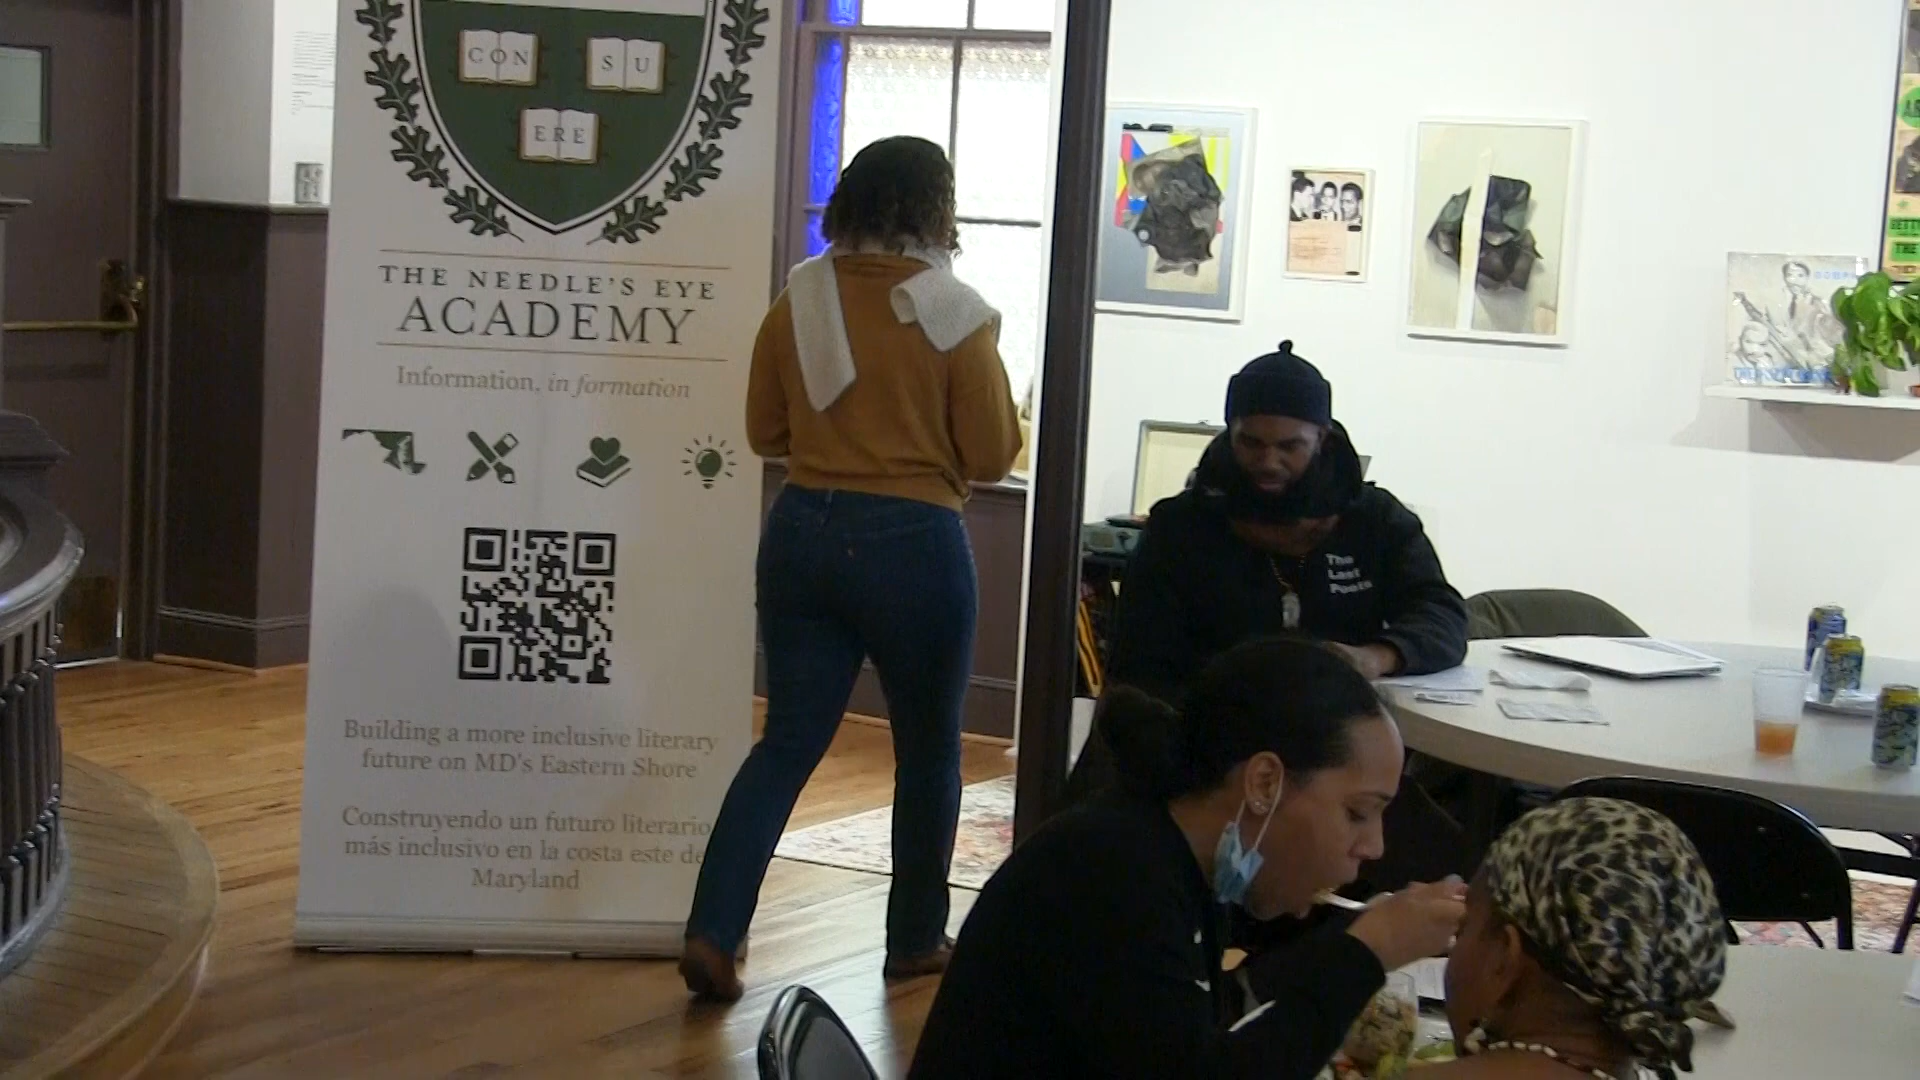 CON
SU
ERE
THE NEEDLE'S EYE
ACADEMY
Information, in formation
Building a more inclusive literary
future on MD's Eastern Shore
Construyendo un futuro literario
más inclusivo en la costa este de
Maryland
The
Last
Poets
THE